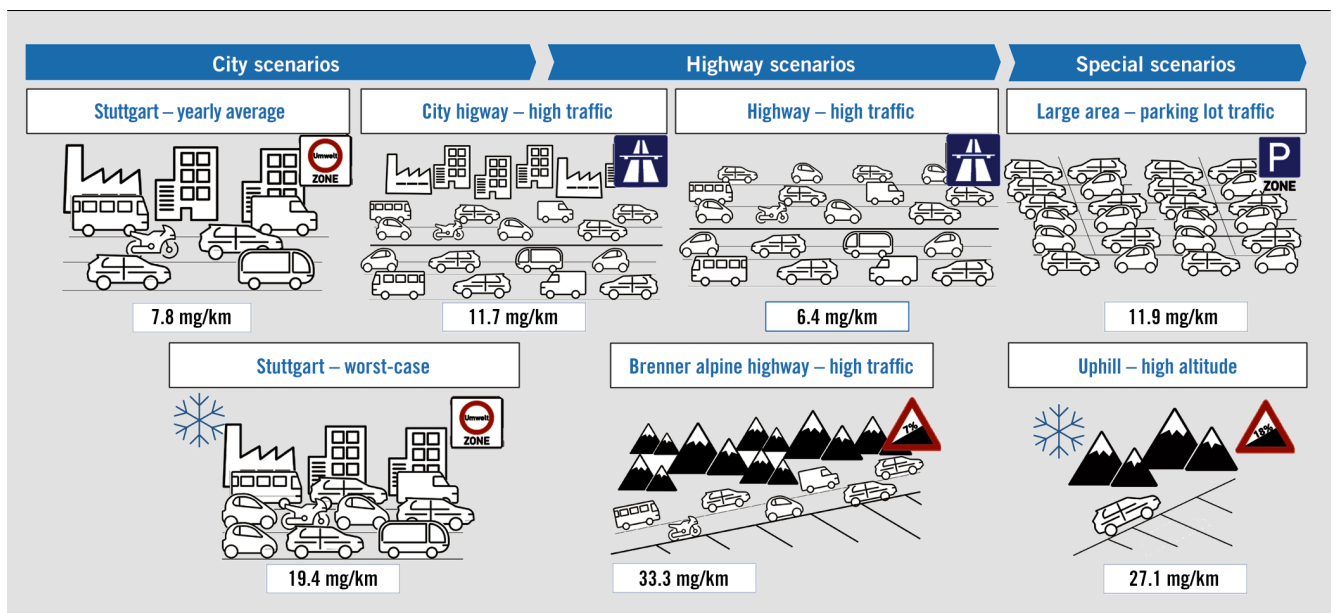 City scenarios
Highway scenarios
Special scenarios
Stuttgart – yearly average
City higway – high traffic
Highway – high traffic
Large area – parking lot traffic
Umwelt
ZONE
P
ZONE
7.8 mg/km
11.7 mg/km
6.4 mg/km
11.9 mg/km
Stuttgart – worst-case
Brenner alpine highway – high traffic
Uphill – high altitude
Umwelt
ZONE
7%
18%
19.4 mg/km
33.3 mg/km
27.1 mg/km